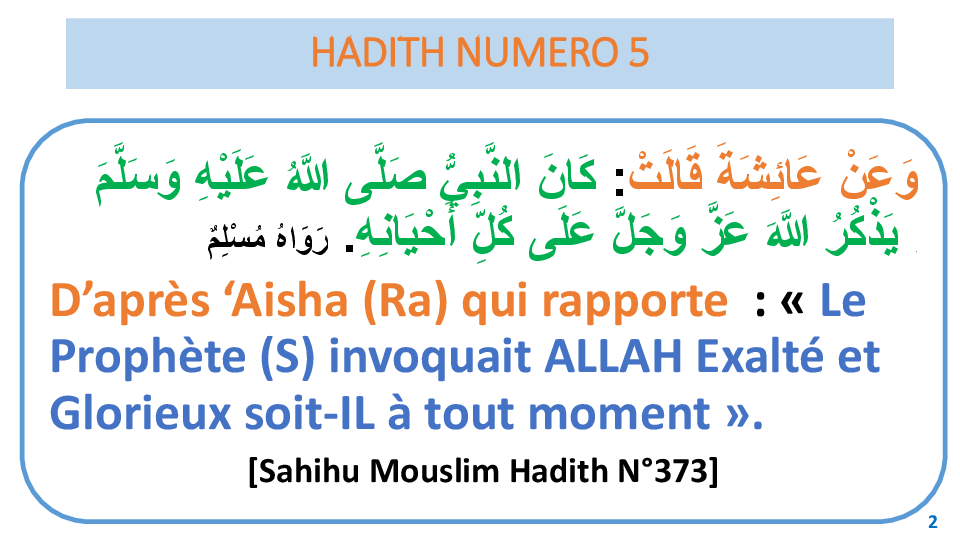 HADITH NUMERO 5
وَعَنْ عَائِشَةَ قَالَتْ: كَانَ النَّبِيُّ صَلَّى اللَّهُ عَلَيْهِ وَسَلَّمَ
يَذْكُرُ اللَّهَ عَزَّ وَجَلَّ عَلَى كُلِّ أَحْيَانِهِ. رَوَاهُ مُسْلِمٌ
D’après ‘Aisha (Ra) qui rapporte : « Le
Prophète (S) invoquait ALLAH Exalté et
Glorieux soit-IL à tout moment ».
[Sahihu Mouslim Hadith N°373]
2